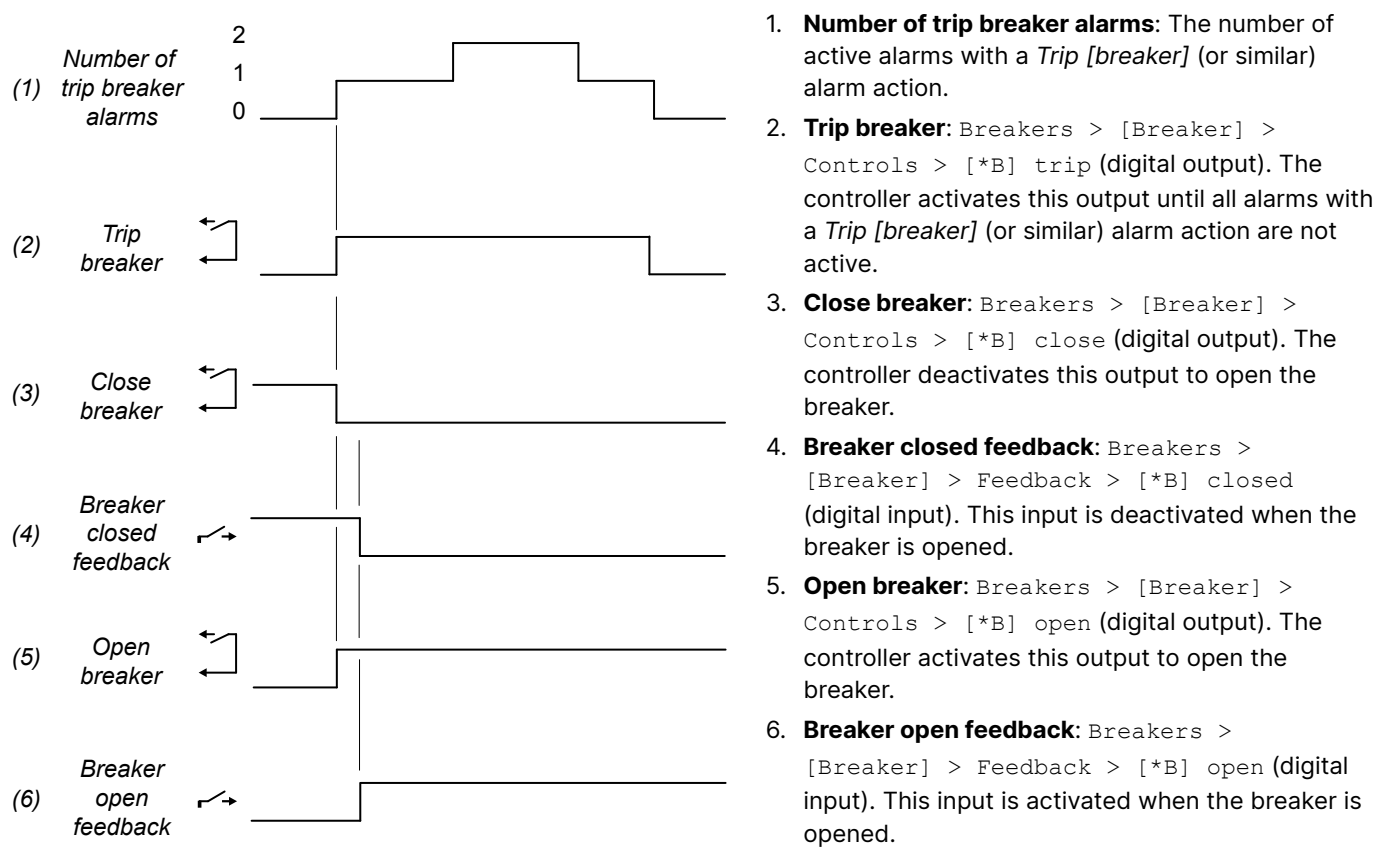 2
1
0
(1)
Number of
trip breaker
alarms
(2)
Trip
breaker
(3)
Close
breaker
(4)
Breaker
closed
feedback
(5)
Open
breaker
(6)
Breaker
open
feedback
1. Number of trip breaker alarms: The number of
active alarms with a Trip [breaker] (or similar)
alarm action.
2. Trip breaker: Breakers > [Breaker] >
Controls > [*B] trip (digital output). The
controller activates this output until all alarms with
a Trip [breaker] (or similar) alarm action are not
active.
3. Close breaker: Breakers > [Breaker] >
Controls > [*B] close (digital output). The
controller deactivates this output to open the
breaker.
4. Breaker closed feedback: Breakers >
[Breaker] > Feedback > [*B] closed
(digital input). This input is deactivated when the
breaker is opened.
5. Open breaker: Breakers > [Breaker] >
Controls > [*B] open (digital output). The
controller activates this output to open the
breaker.
6. Breaker open feedback: Breakers >
[Breaker] > Feedback > [*B] open (digital
input). This input is activated when the breaker is
opened.